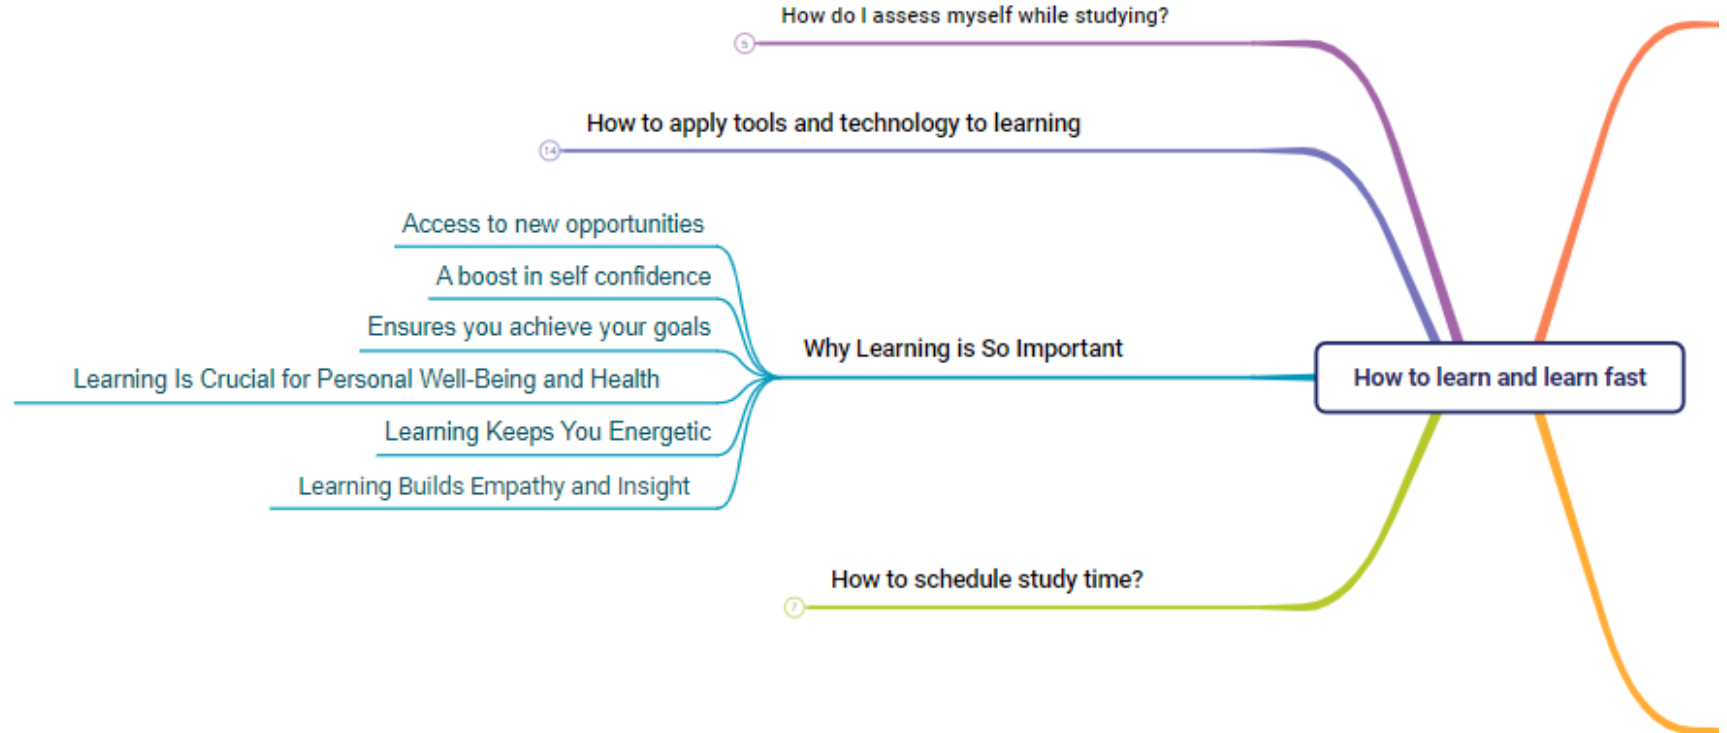 How do I assess myself while studying?
5
How to apply tools and technology to learning
14
Access to new opportunities
A boost in self confidence
Ensures you achieve your goals
Why Learning is So Important
Learning Is Crucial for Personal Well-Being and Health
How to learn and learn fast
Learning Keeps You Energetic
Learning Builds Empathy and Insight
How to schedule study time?
7